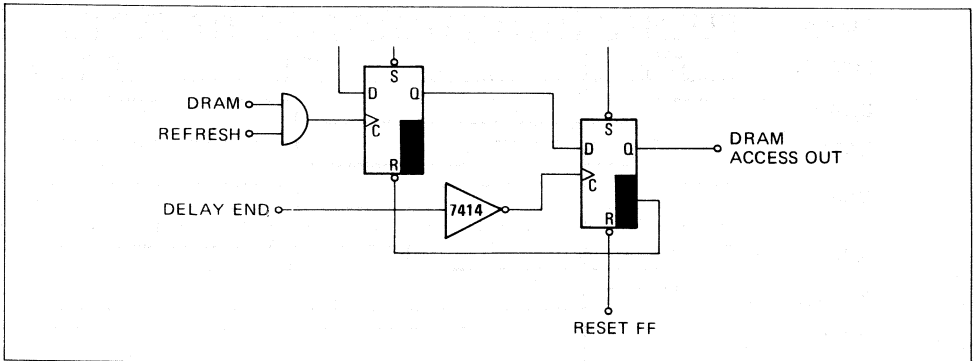 S
D Q
DRAM
REFRESH
C
R
S
D Q
DRAM
ACCESS OUT
C
DELAY END
7414
R
RESET FF